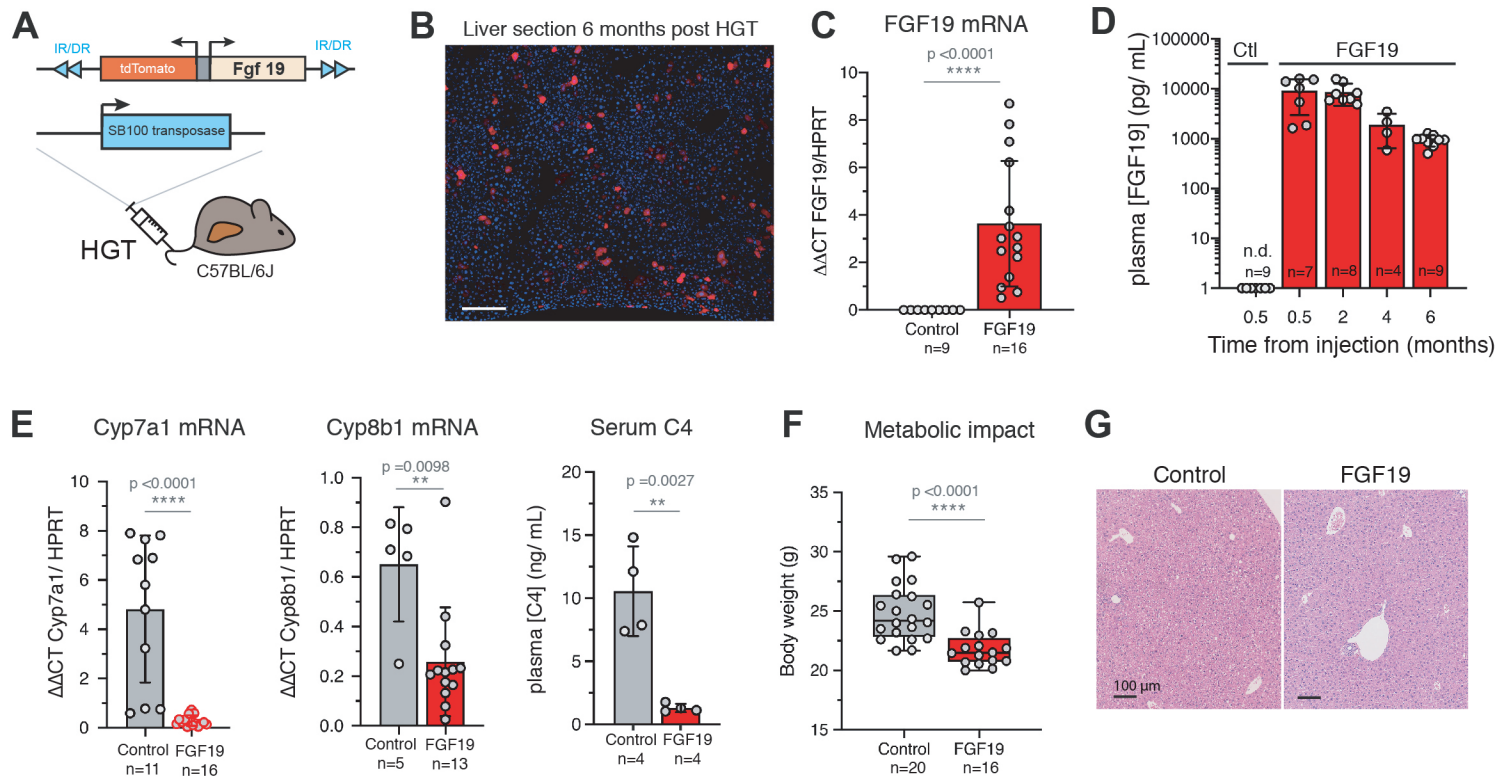 A
IR/DR
IR/DR
tdTomato
Fgf 19
SB100 transposase
HGT
C57BL/6J
B
Liver section 6 months post HGT
C
FGF19 mRNA
p <0.0001
****
ΔΔCT FGF19/HPRT
10
8
6
4
2
0
Control
FGF19
n=9
n=16
D
Ctl
FGF19
plasma [FGF19] (pg/ mL)
100000
10000
1000
100
10
1
n.d.
n=9
n=7
n=8
n=4
n=9
0.5
0.5
2
4
6
Time from injection (months)
E
Cyp7a1 mRNA
p <0.0001
****
ΔΔCT Cyp7a1/ HPRT
10
8
6
4
2
0
Control
FGF19
n=11
n=16
Cyp8b1 mRNA
p =0.0098
**
ΔΔCT Cyp8b1/ HPRT
1.0
0.8
0.6
0.4
0.2
0.0
Control
FGF19
n=5
n=13
Serum C4
p =0.0027
**
plasma [C4] (ng/ mL)
20
15
10
5
0
Control
FGF19
n=4
n=4
F
Metabolic impact
p <0.0001
****
Body weight (g)
35
30
25
20
15
Control
FGF19
n=20
n=16
G
Control
FGF19
100 μm